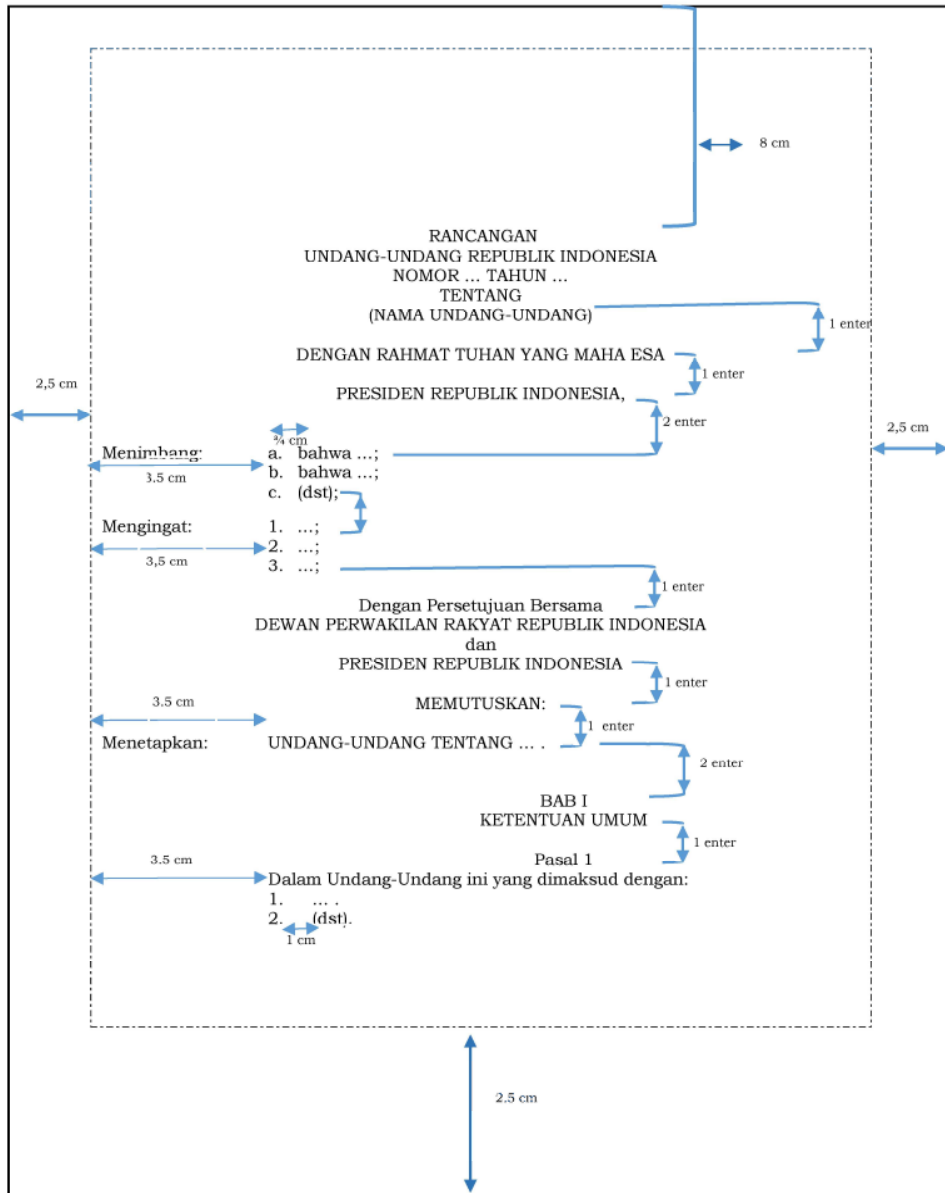 8 cm
RANCANGAN
UNDANG-UNDANG REPUBLIK INDONESIA
NOMOR ... TAHUN ...
TENTANG
(NAMA UNDANG-UNDANG)
1 enter
DENGAN RAHMAT TUHAN YANG MAHA ESA
1 enter
2,5 cm
PRESIDEN REPUBLIK INDONESIA,
2 enter
2,5 cm
¾ cm
Menimbang: a. bahwa ...;
3.5 cm
b. bahwa ...;
c. (dst);
Mengingat: 1. ...;
2. ...;
3,5 cm
3. ...;
1 enter
Dengan Persetujuan Bersama
DEWAN PERWAKILAN RAKYAT REPUBLIK INDONESIA
dan
PRESIDEN REPUBLIK INDONESIA
1 enter
3.5 cm
MEMUTUSKAN:
1 enter
Menetapkan: UNDANG-UNDANG TENTANG ... .
2 enter
BAB I
KETENTUAN UMUM
1 enter
3.5 cm
Pasal 1
Dalam Undang-Undang ini yang dimaksud dengan:
1. ... .
2. (dst).
1 cm
2.5 cm